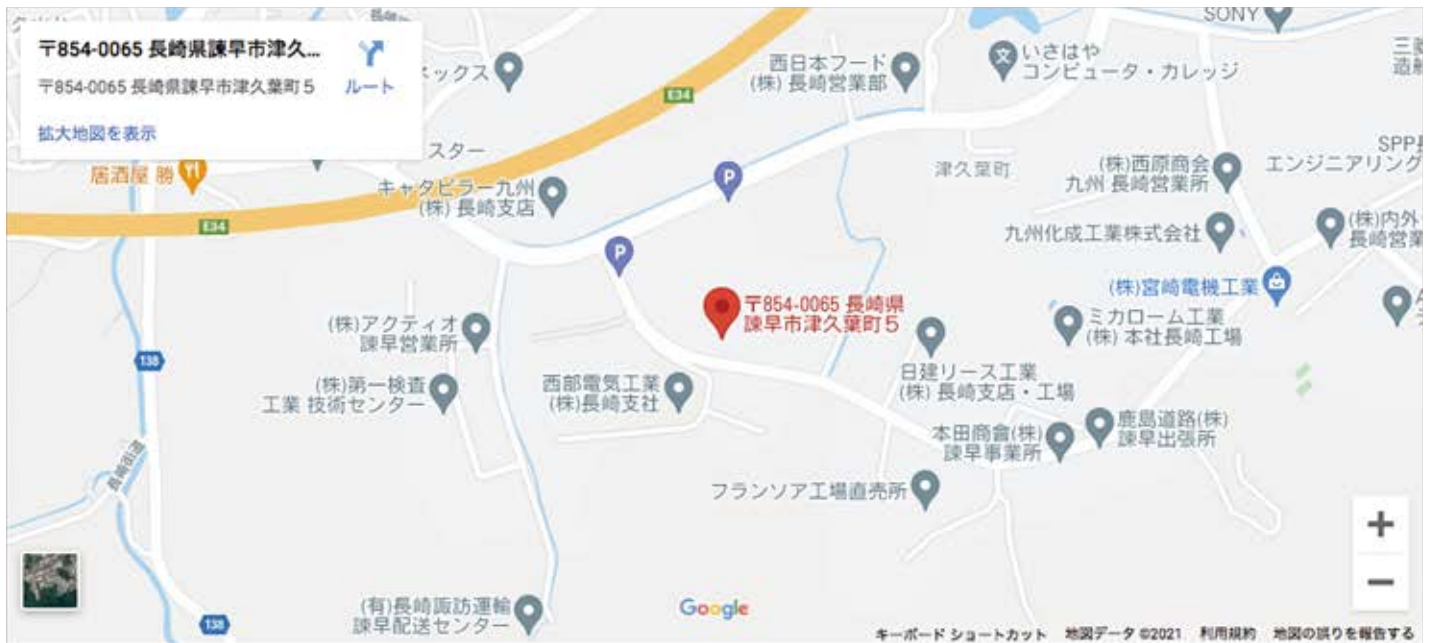 〒854-0065 長崎県諫早市津久...
〒854-0065 長崎県諫早市津久葉町５
ルート
拡大地図を表示
SONY
ネックス
西日本フード
(株) 長崎営業部
いさはや
コンピュータ・カレッジ
三菱
造船
E34
スター
居酒屋 勝
キャタピラー九州
(株) 長崎支店
P
津久葉町
(株)西原商会
九州 長崎営業所
SPP長
エンジニアリング
E34
P
九州化成工業株式会社
(株)内外
長崎営業
(株)宮崎電機工業
〒854-0065 長崎県
諫早市津久葉町５
(株)アクティオ
諫早営業所
ミカローム工業
(株) 本社長崎工場
138
(株)第一検査
工業 技術センター
西部電気工業
(株)長崎支社
日建リース工業
(株) 長崎支店・工場
本田商會(株)
諫早事業所
鹿島道路(株)
諫早出張所
長崎街道
フランソア工場直売所
+
−
(有)長崎諏訪運輸
諫早配送センター
138
Google
キーボード ショートカット
地図データ ©2021
利用規約
地図の誤りを報告する